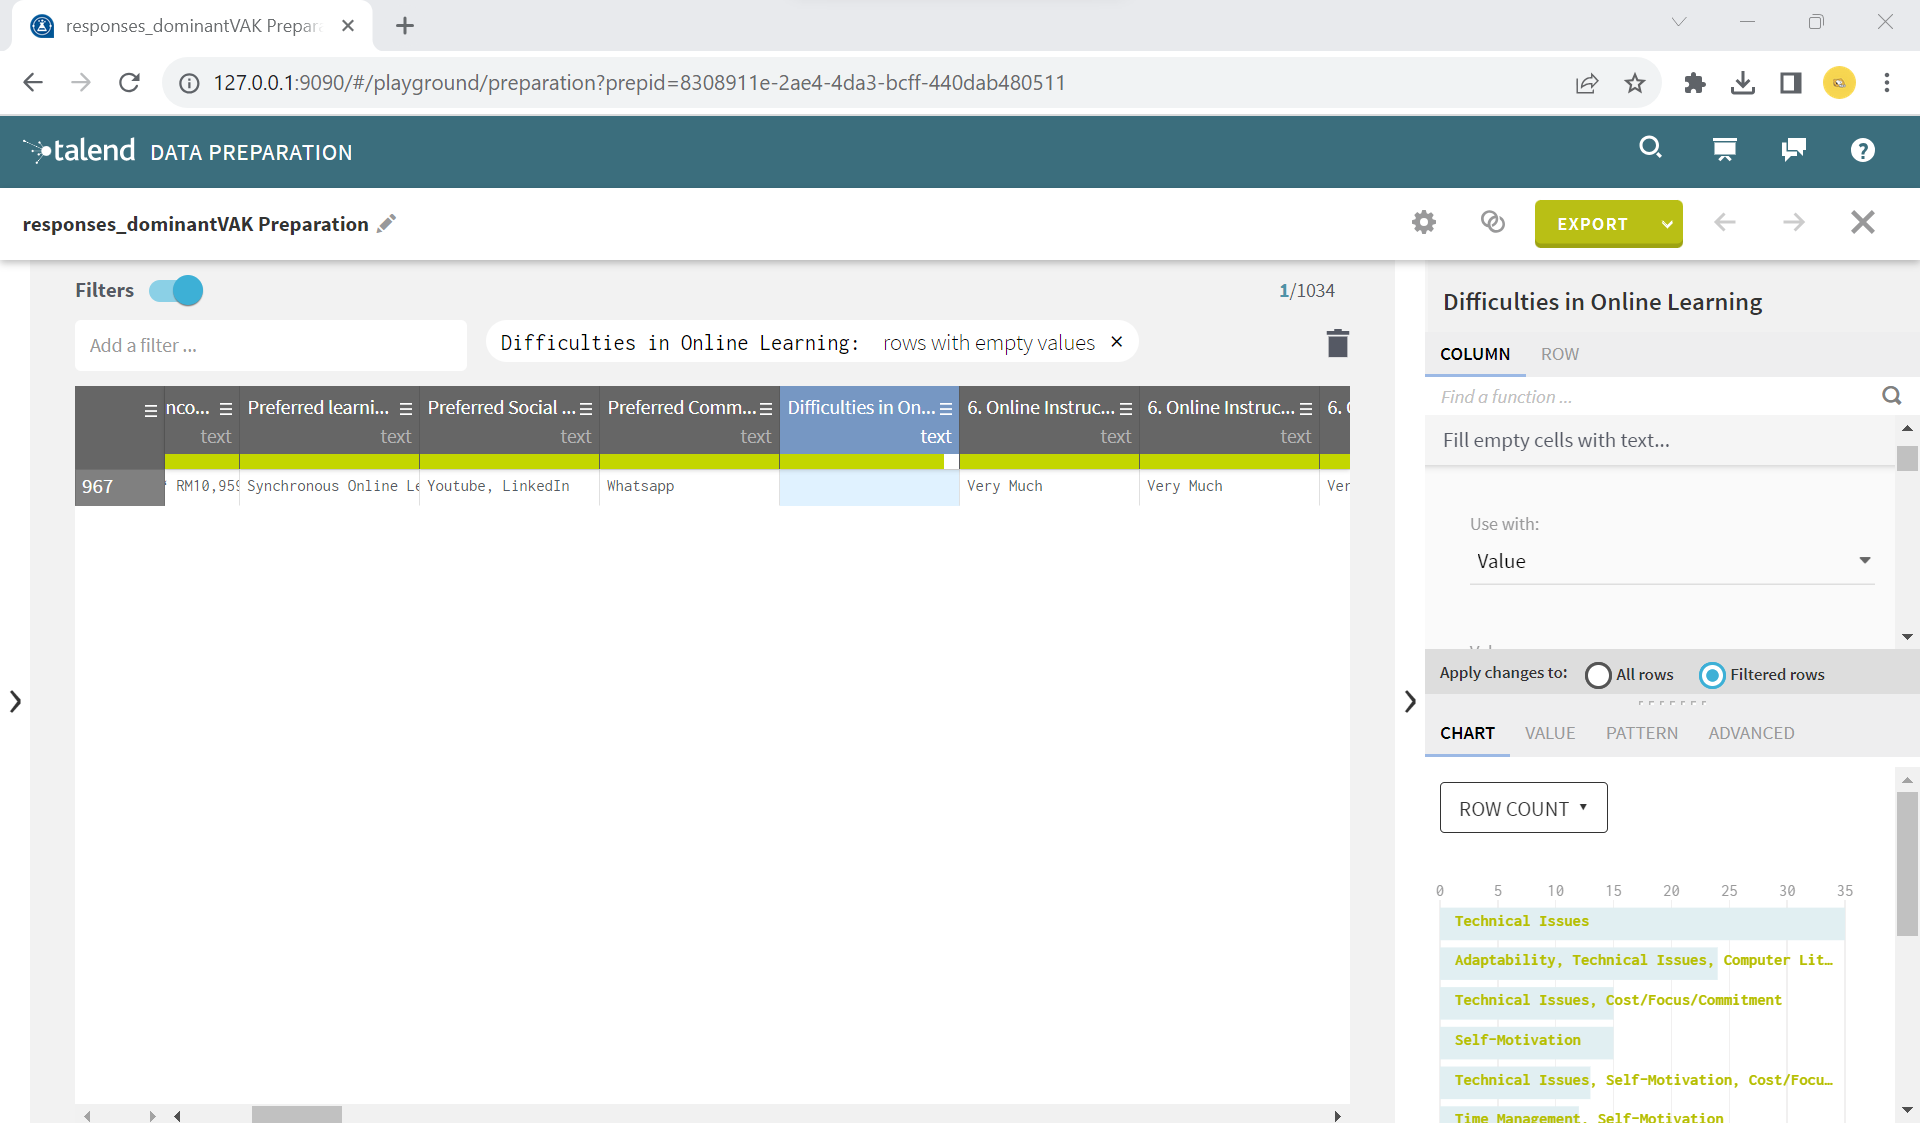 responses_dominantVAK Prepar
127.0.0.1:9090/#/playground/preparation?prepid=8308911e-2ae4-4da3-bcff-440dab480511
talend DATA PREPARATION
responses_dominantVAK Preparation
EXPORT
Filters
1/1034
Add a filter ...
Difficulties in Online Learning: rows with empty values ×
nco... Preferred learni... Preferred Social ... Preferred Comm... Difficulties in On... 6. Online Instruc... 6. Online Instruc... 6.
text text text text text text text
967 RM10,959 Synchronous Online Le Youtube, LinkedIn Whatsapp Very Much Very Much Ver
Difficulties in Online Learning
COLUMN ROW
Find a function ...
Fill empty cells with text...
Use with:
Value
Apply changes to: All rows Filtered rows
CHART VALUE PATTERN ADVANCED
ROW COUNT
0 5 10 15 20 25 30 35
Technical Issues
Adaptability, Technical Issues, Computer Lit…
Technical Issues, Cost/Focus/Commitment
Self-Motivation
Technical Issues, Self-Motivation, Cost/Focu…
Time Management, Self-Motivation